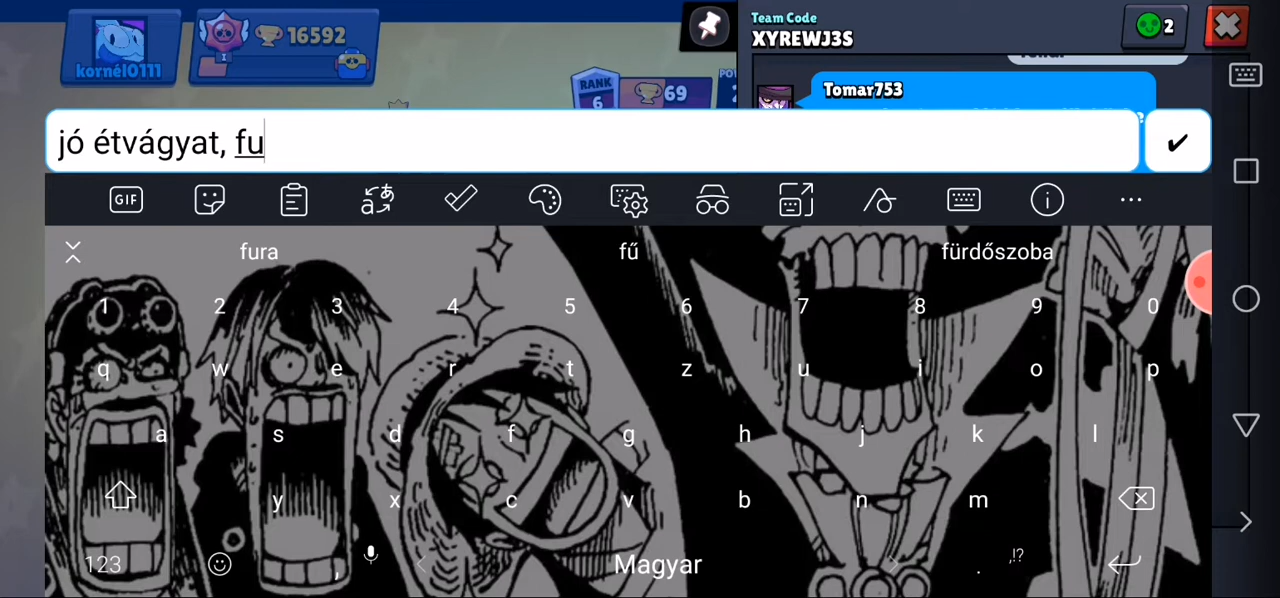 kornél0111
1
16592
RANK
6
69
Team Code
XYREWJ3S
2
Tomar753
jó étvágyat, fu
GIF
fura fű fürdőszoba
1 2 3 4 5 6 7 8 9 0
q w e r t z u i o p
a s d f g h j k l
y x c v b n m
123 , Magyar . ,!?